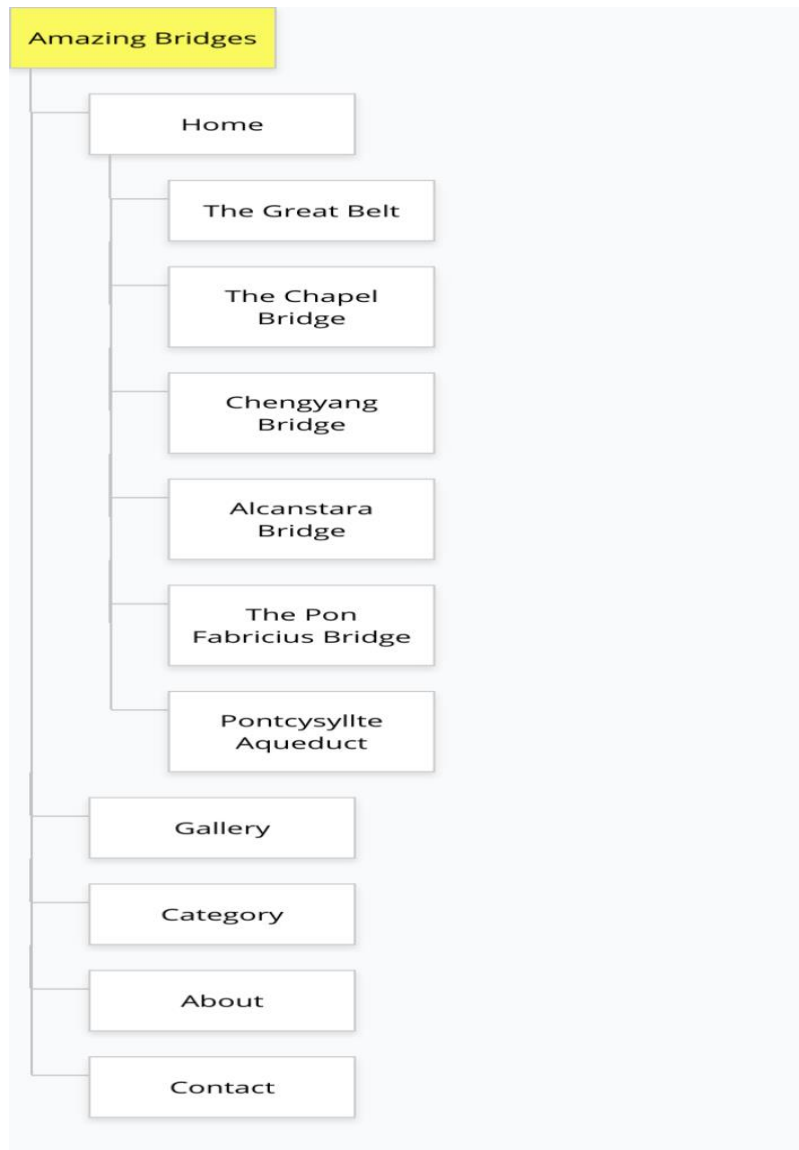 Amazing Bridges
Home
The Great Belt
The Chapel
Bridge
Chengyang
Bridge
Alcanstara
Bridge
The Pon
Fabricius Bridge
Pontcysyllte
Aqueduct
Gallery
Category
About
Contact